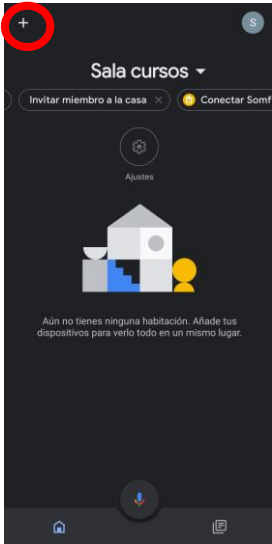 +
S
Sala cursos
Invitar miembro a la casa × Conectar Somf
Ajustes
Aún no tienes ninguna habitación. Añade tus
dispositivos para verlo todo en un mismo lugar.